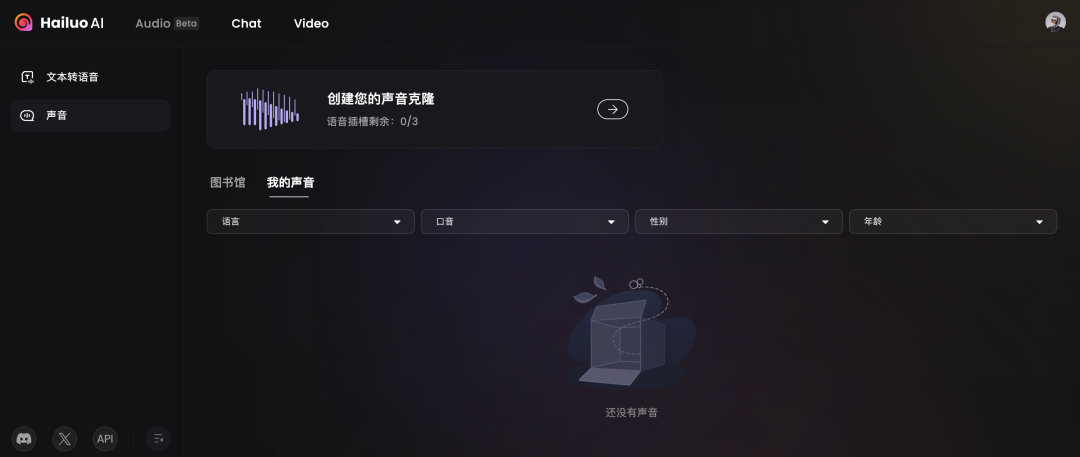 Hailuo AI
Audio Beta
Chat
Video
文本转语音
声音
创建您的声音克隆
语音插槽剩余：0/3
图书馆
我的声音
语言
口音
性别
年龄
还没有声音
API